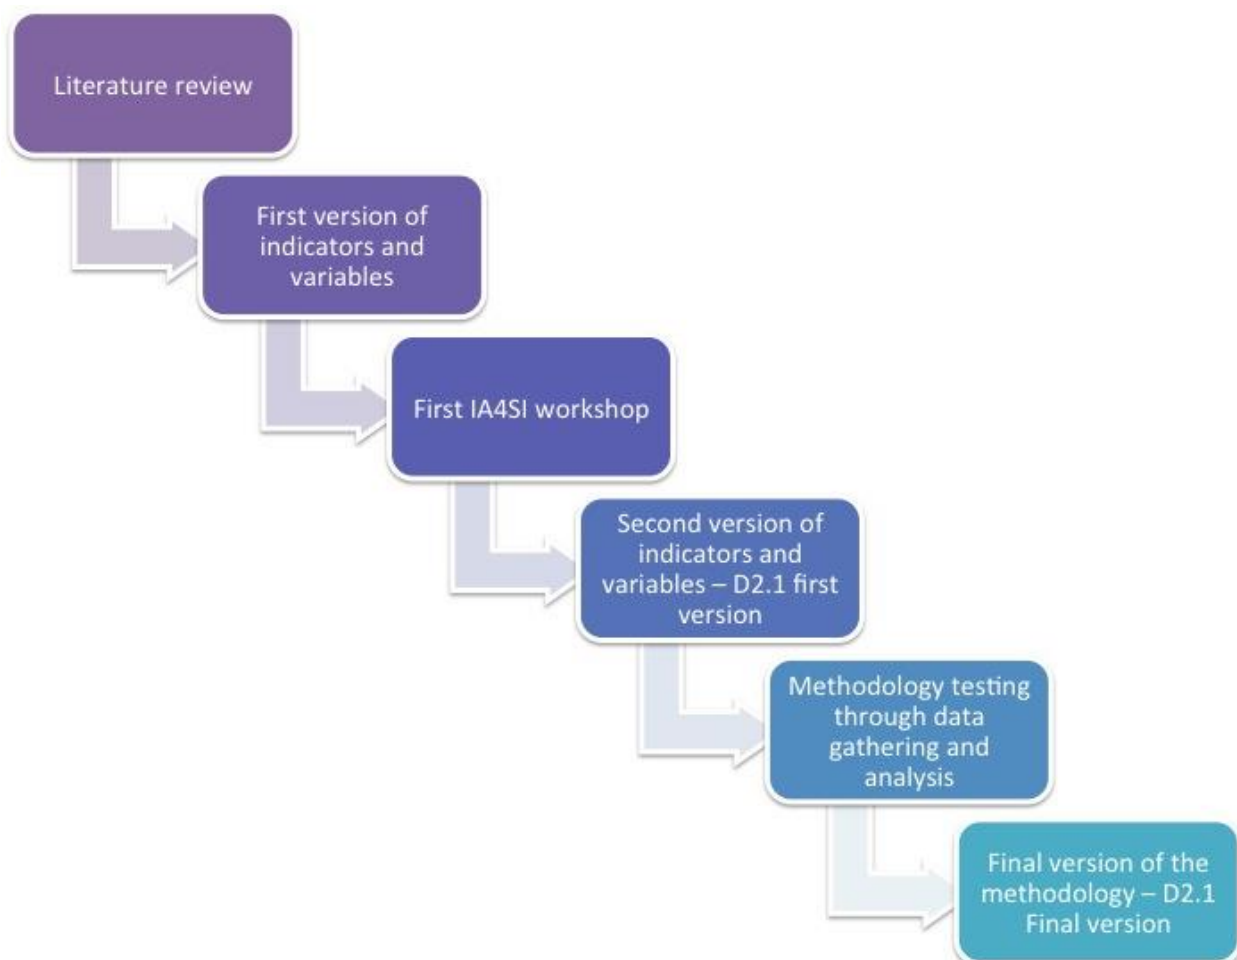 Literature review
First version of
indicators and
variables
First IA4SI workshop
Second version of
indicators and
variables – D2.1 first
version
Methodology testing
through data
gathering and
analysis
Final version of the
methodology – D2.1
Final version